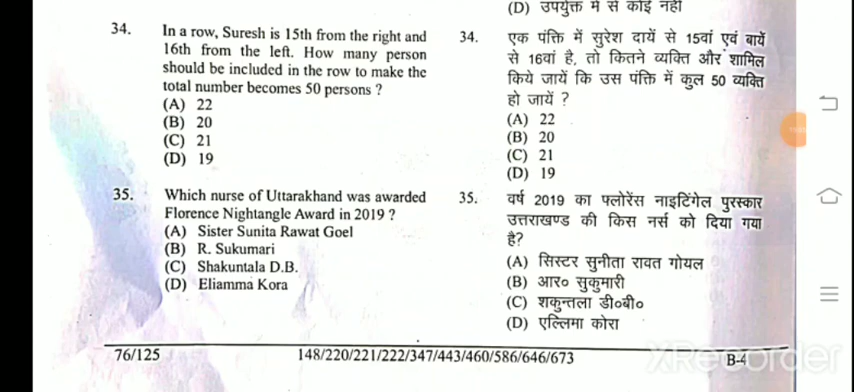 (D) उपर्युक्त में से कोई नहीं
34. In a row, Suresh is 15th from the right and
16th from the left. How many person
should be included in the row to make the
total number becomes 50 persons ?
(A) 22
(B) 20
(C) 21
(D) 19
34. एक पंक्ति में सुरेश दायें से 15वां एवं बायें
से 16वां है, तो कितने व्यक्ति और शामिल
किये जायें कि उस पंक्ति में कुल 50 व्यक्ति
हो जायें ?
(A) 22
(B) 20
(C) 21
(D) 19
35. Which nurse of Uttarakhand was awarded
Florence Nightangle Award in 2019 ?
(A) Sister Sunita Rawat Goel
(B) R. Sukumari
(C) Shakuntala D.B.
(D) Eliamma Kora
35. वर्ष 2019 का फ्लोरेंस नाइटिंगेल पुरस्कार
उत्तराखण्ड की किस नर्स को दिया गया
है?
(A) सिस्टर सुनीता रावत गोयल
(B) आर० सुकुमारी
(C) शकुन्तला डी०बी०
(D) एल्लिमा कोरा
76/125
148/220/221/222/347/443/460/586/646/673
B-4
XRecorder